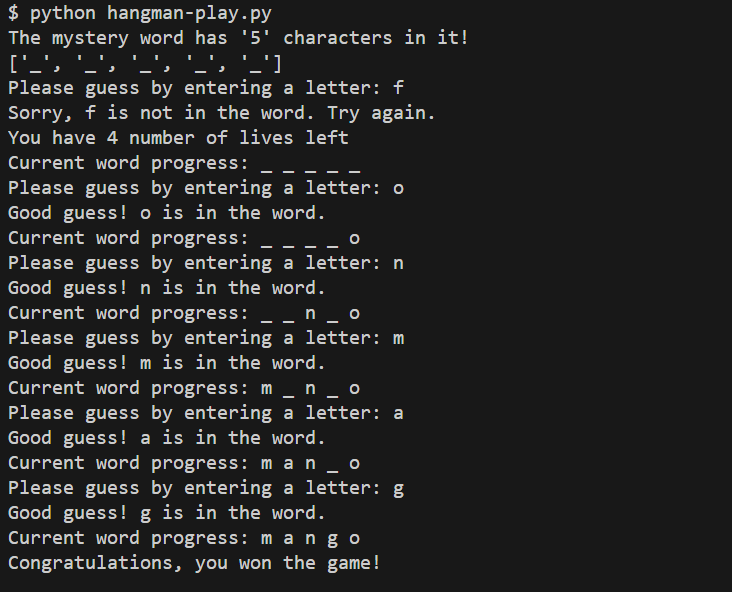 $ python hangman-play.py
The mystery word has '5' characters in it!
['_', '_', '_', '_', '_']
Please guess by entering a letter: f
Sorry, f is not in the word. Try again.
You have 4 number of lives left
Current word progress: _ _ _ _ _
Please guess by entering a letter: o
Good guess! o is in the word.
Current word progress: _ _ _ _ o
Please guess by entering a letter: n
Good guess! n is in the word.
Current word progress: _ _ n _ o
Please guess by entering a letter: m
Good guess! m is in the word.
Current word progress: m _ n _ o
Please guess by entering a letter: a
Good guess! a is in the word.
Current word progress: m a n _ o
Please guess by entering a letter: g
Good guess! g is in the word.
Current word progress: m a n g o
Congratulations, you won the game!